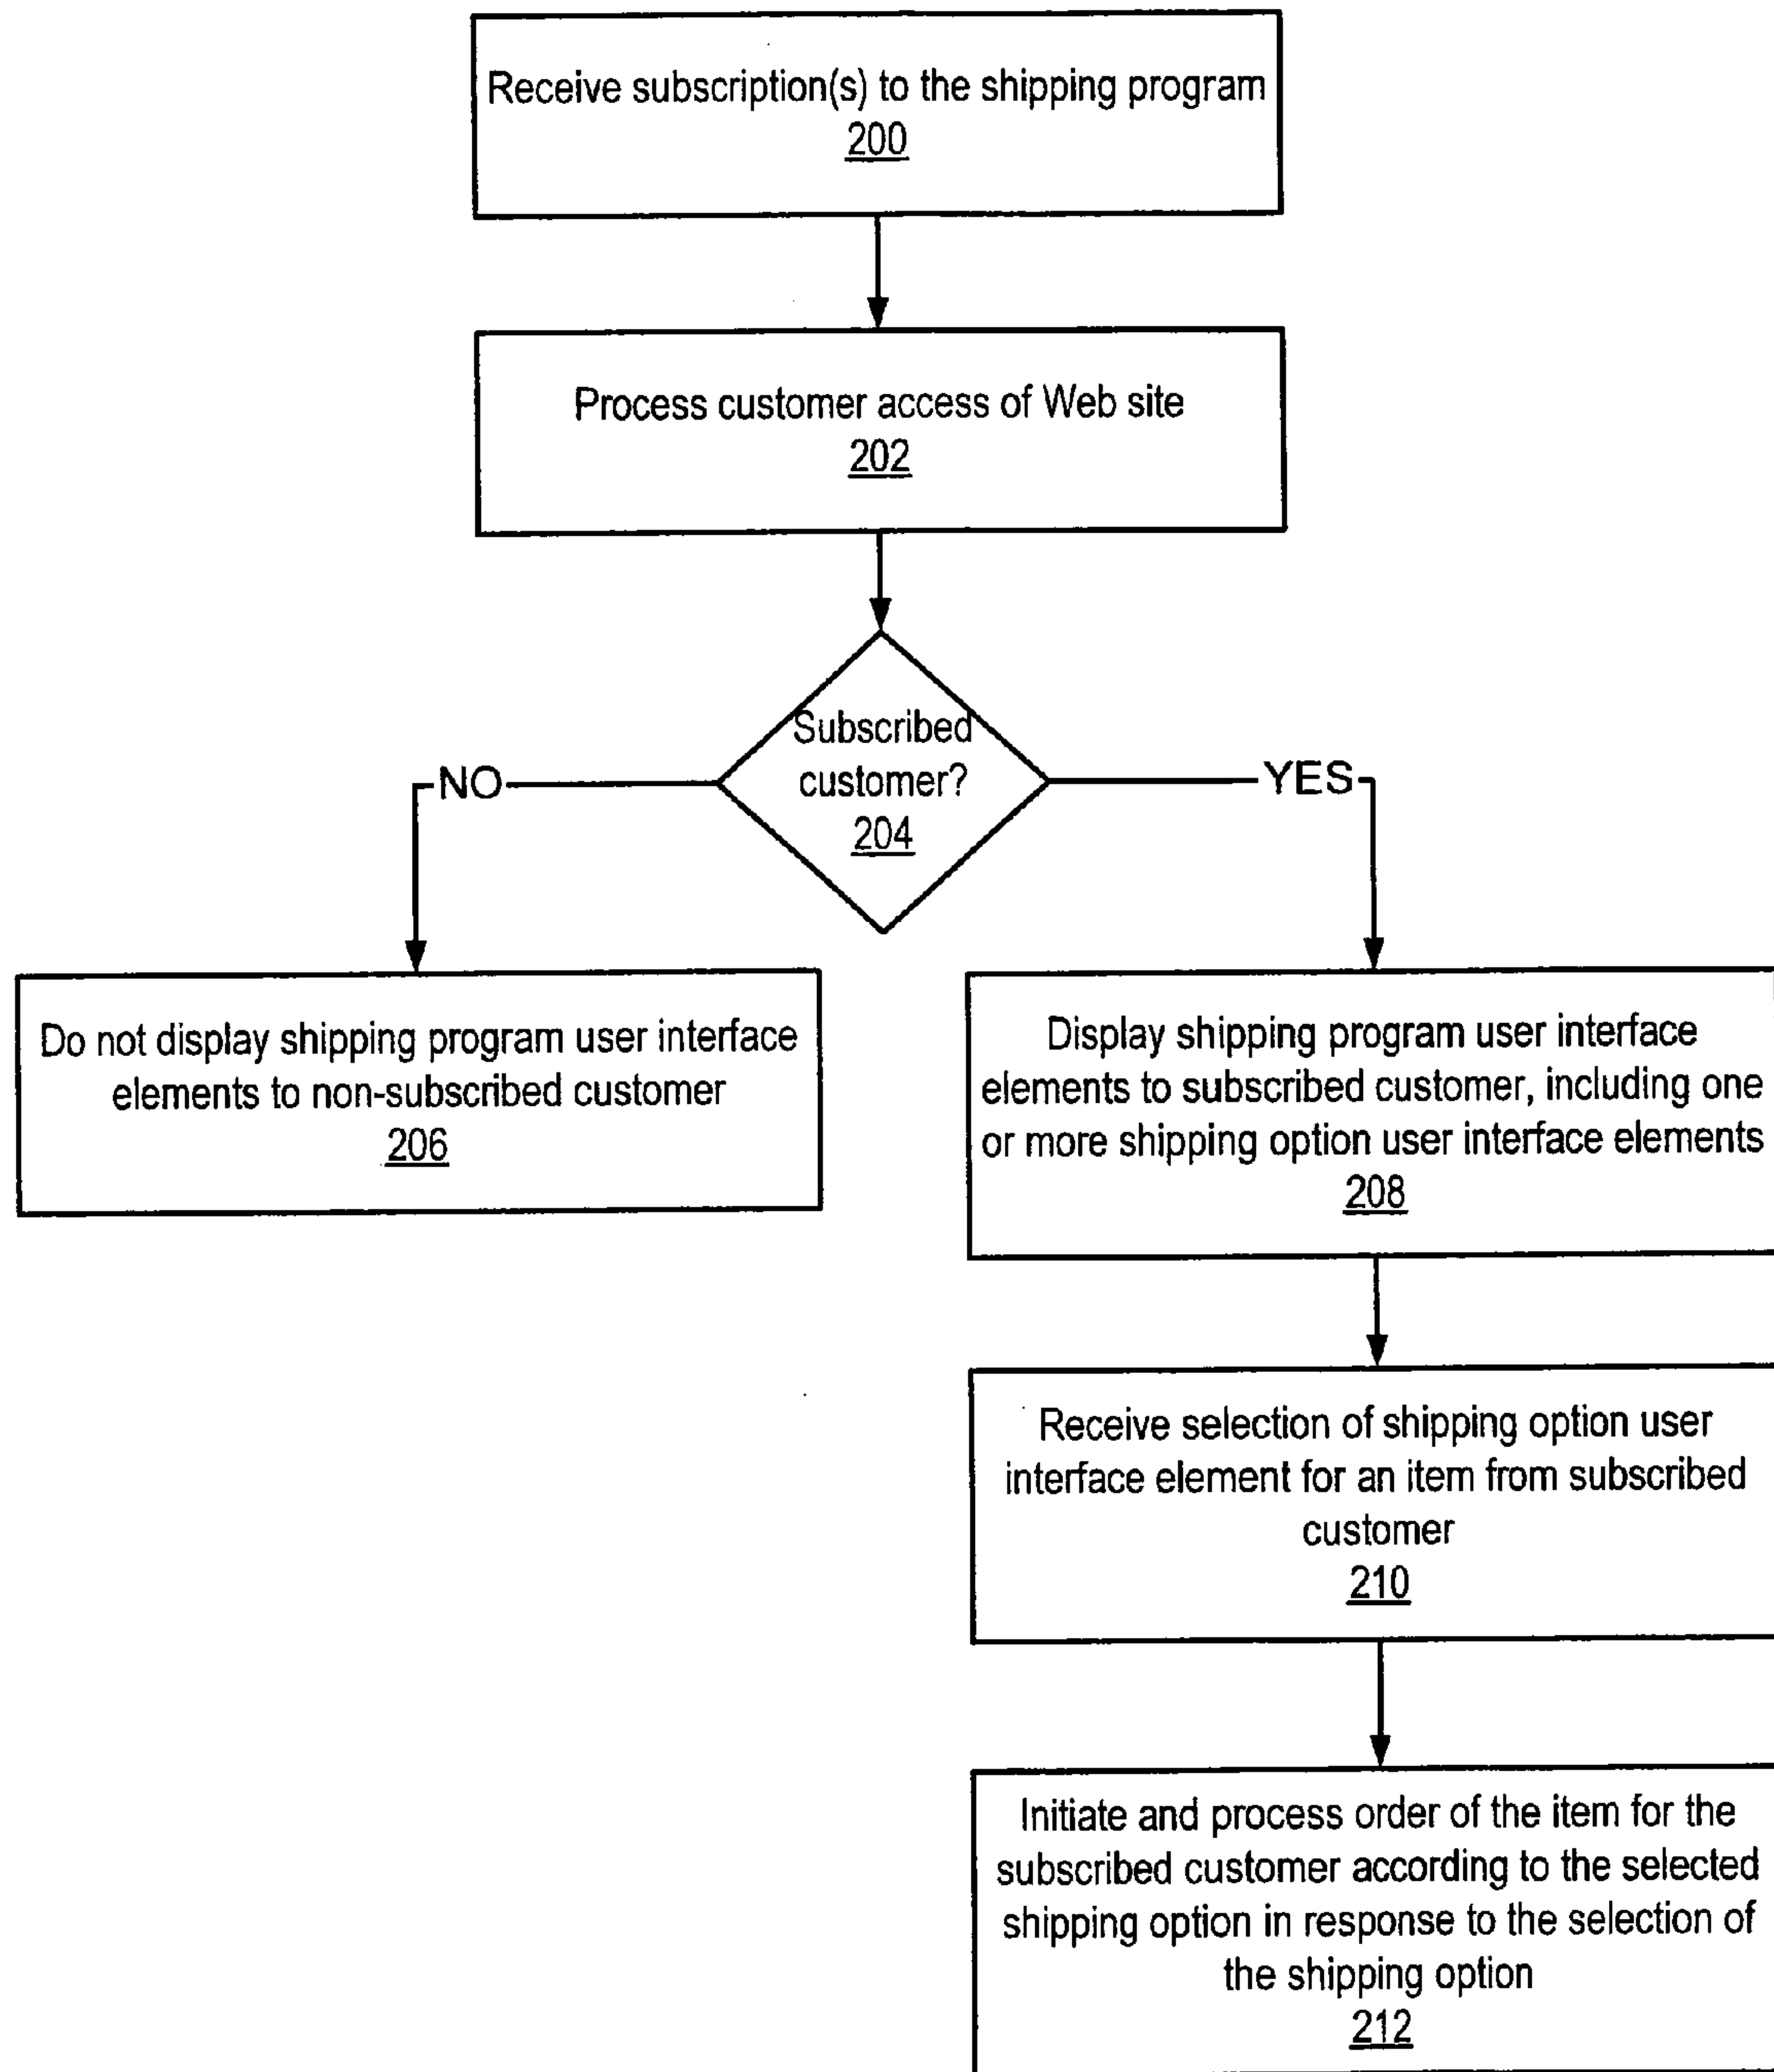 Receive subscription(s) to the shipping program
200
Process customer access of Web site
202
Subscribed
customer?
204
NO
YES
Do not display shipping program user interface
elements to non-subscribed customer
206
Display shipping program user interface
elements to subscribed customer, including one
or more shipping option user interface elements
208
Receive selection of shipping option user
interface element for an item from subscribed
customer
210
Initiate and process order of the item for the
subscribed customer according to the selected
shipping option in response to the selection of
the shipping option
212